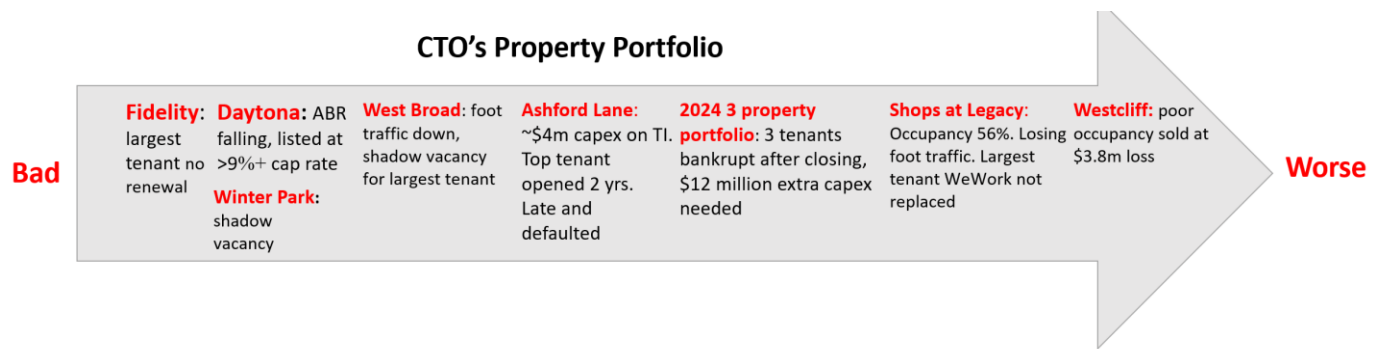 CTO's Property Portfolio
Bad
Fidelity:
largest
tenant no
renewal
Daytona: ABR
falling, listed at
>9%+ cap rate
Winter Park:
shadow
vacancy
West Broad: foot
traffic down,
shadow vacancy
for largest tenant
Ashford Lane:
~$4m capex on TI.
Top tenant
opened 2 yrs.
Late and
defaulted
2024 3 property
portfolio: 3 tenants
bankrupt after closing,
$12 million extra capex
needed
Shops at Legacy:
Occupancy 56%. Losing
foot traffic. Largest
tenant WeWork not
replaced
Westcliff: poor
occupancy sold at
$3.8m loss
Worse